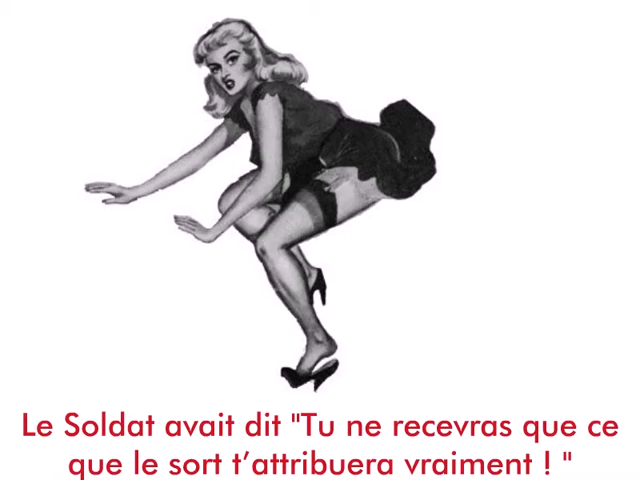 Le Soldat avait dit "Tu ne recevras que ce
que le sort t’attribuera vraiment ! "